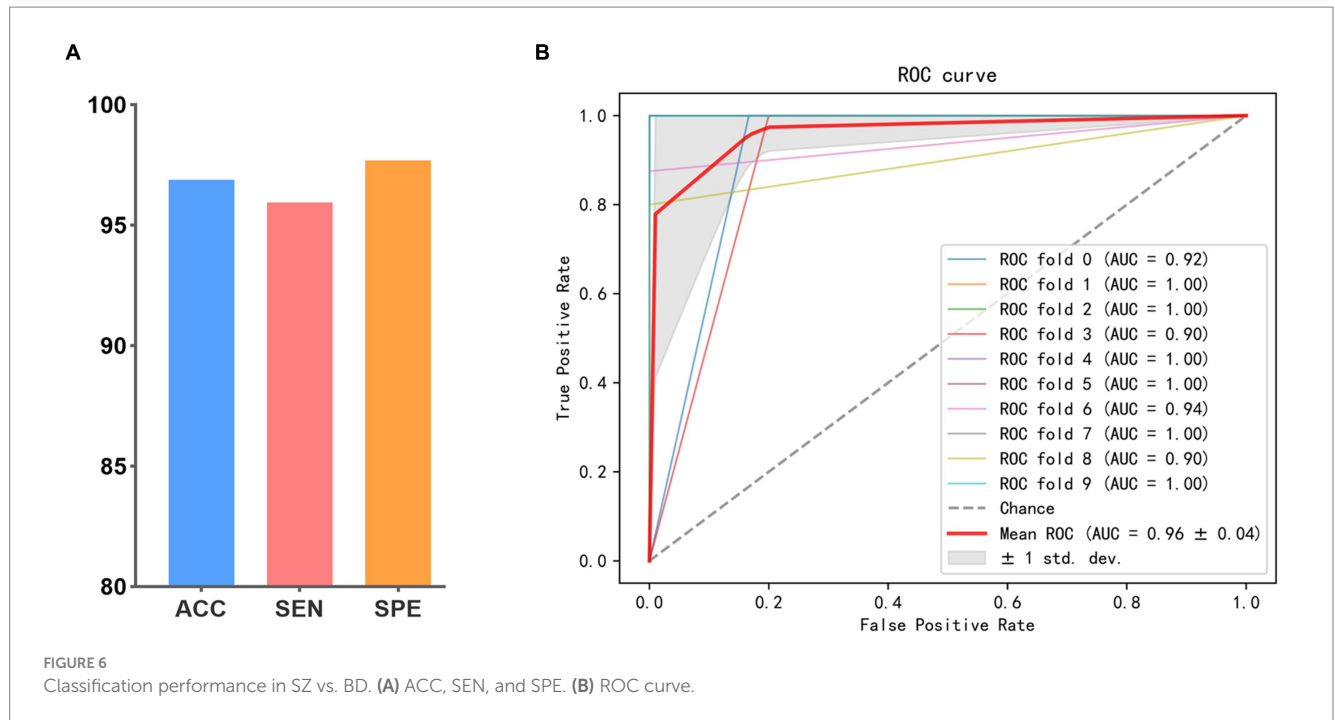 A
100
95
90
85
80
ACC SEN SPE
B
ROC curve
True Positive Rate
1.0
0.8
0.6
0.4
0.2
0.0
ROC fold 0 (AUC = 0.92)
ROC fold 1 (AUC = 1.00)
ROC fold 2 (AUC = 1.00)
ROC fold 3 (AUC = 0.90)
ROC fold 4 (AUC = 1.00)
ROC fold 5 (AUC = 1.00)
ROC fold 6 (AUC = 0.94)
ROC fold 7 (AUC = 1.00)
ROC fold 8 (AUC = 0.90)
ROC fold 9 (AUC = 1.00)
Chance
Mean ROC (AUC = 0.96 ± 0.04)
± 1 std. dev.
0.0 0.2 0.4 0.6 0.8 1.0
False Positive Rate
FIGURE 6
Classification performance in SZ vs. BD. (A) ACC, SEN, and SPE. (B) ROC curve.